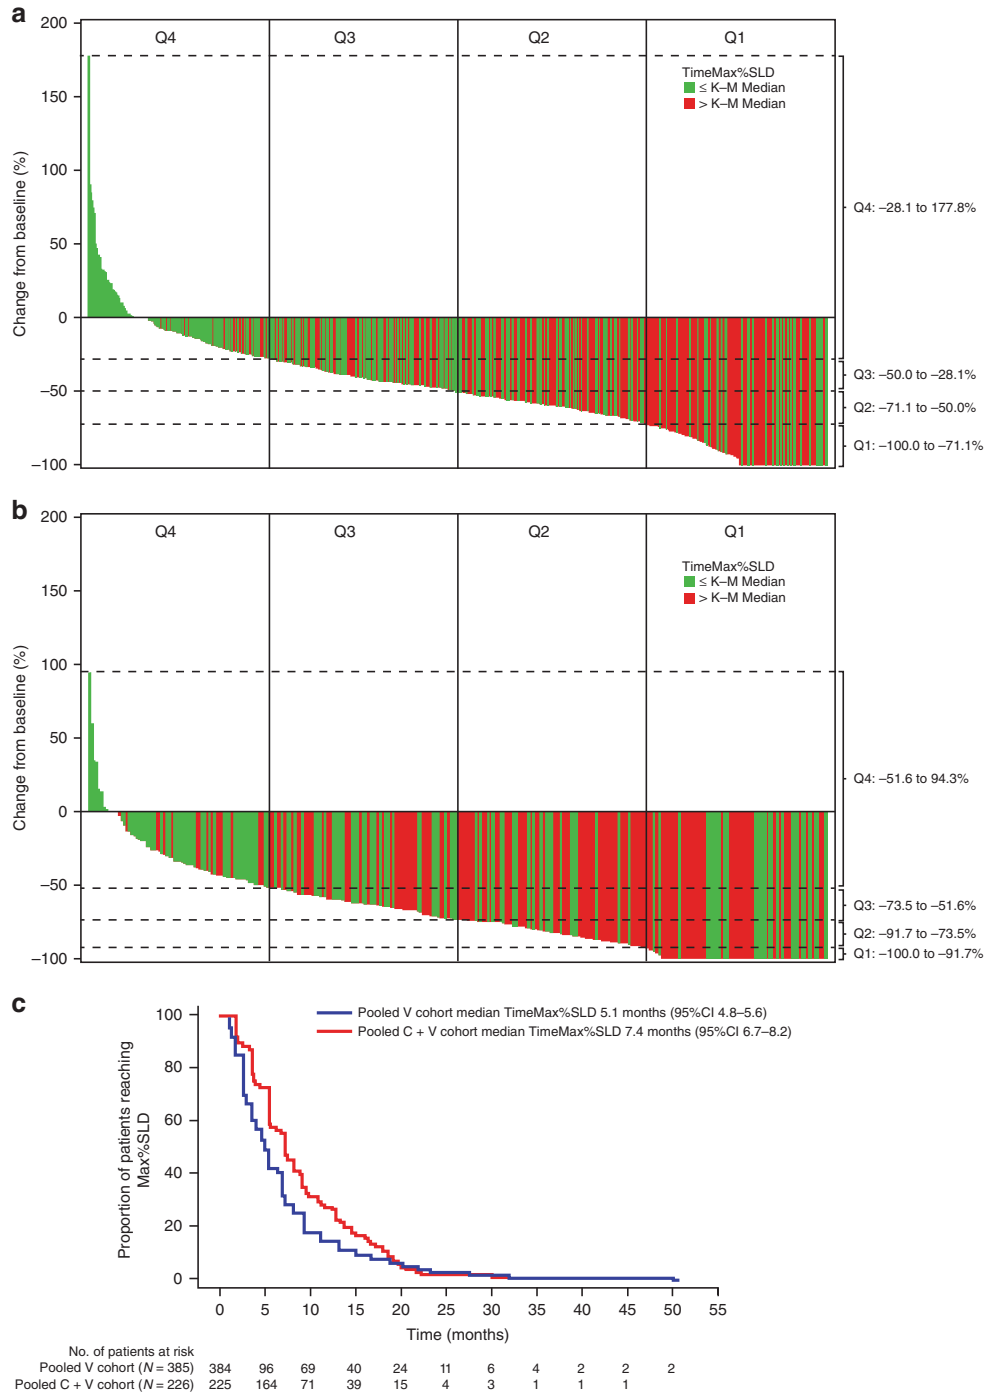 a
200
150
100
50
0
−50
−100
Change from baseline (%)
Q4 Q3 Q2 Q1
TimeMax%SLD
≤ K–M Median
> K–M Median
Q4: −28.1 to 177.8%
Q3: −50.0 to −28.1%
Q2: −71.1 to −50.0%
Q1: −100.0 to −71.1%
b
200
150
100
50
0
−50
−100
Change from baseline (%)
Q4 Q3 Q2 Q1
TimeMax%SLD
≤ K–M Median
> K–M Median
Q4: −51.6 to 94.3%
Q3: −73.5 to −51.6%
Q2: −91.7 to −73.5%
Q1: −100.0 to −91.7%
c
Pooled V cohort median TimeMax%SLD 5.1 months (95%CI 4.8–5.6)
Pooled C + V cohort median TimeMax%SLD 7.4 months (95%CI 6.7–8.2)
100
80
60
40
20
0
Proportion of patients reaching
Max%SLD
0 5 10 15 20 25 30 35 40 45 50 55
Time (months)
No. of patients at risk
Pooled V cohort (N = 385) 384 96 69 40 24 11 6 4 2 2 2
Pooled C + V cohort (N = 226) 225 164 71 39 15 4 3 1 1 1